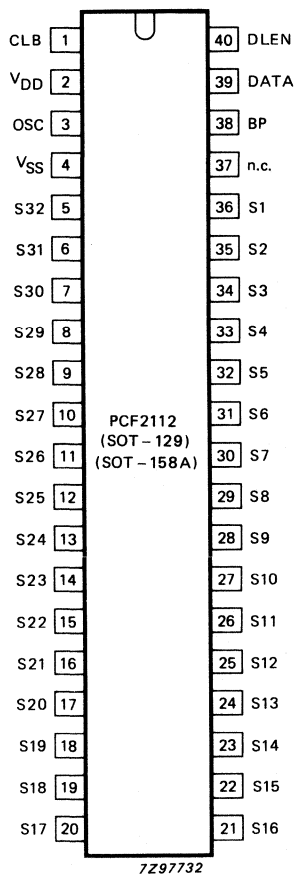 CLB 1 40 DLEN
VDD 2 39 DATA
OSC 3 38 BP
VSS 4 37 n.c.
S32 5 36 S1
S31 6 35 S2
S30 7 34 S3
S29 8 33 S4
S28 9 32 S5
S27 10 31 S6
PCF2112
(SOT-129)
(SOT-158A)
S26 11 30 S7
S25 12 29 S8
S24 13 28 S9
S23 14 27 S10
S22 15 26 S11
S21 16 25 S12
S20 17 24 S13
S19 18 23 S14
S18 19 22 S15
S17 20 21 S16
7Z97732